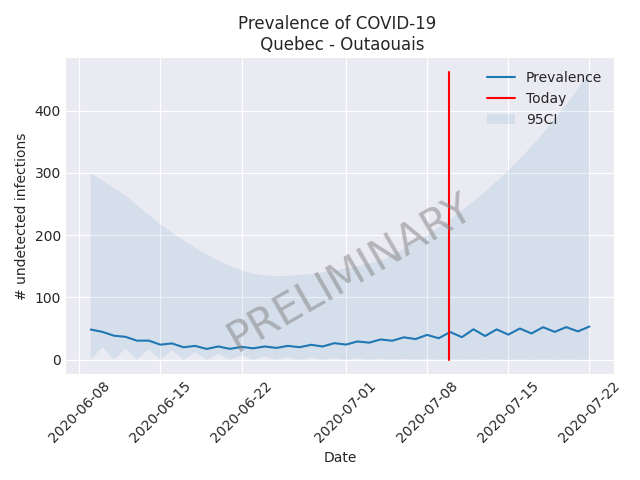 Prevalence of COVID-19
Quebec - Outaouais
Prevalence
Today
95CI
# undetected infections
400
300
200
100
0
PRELIMINARY
2020-06-08
2020-06-15
2020-06-22
2020-07-01
2020-07-08
2020-07-15
2020-07-22
Date